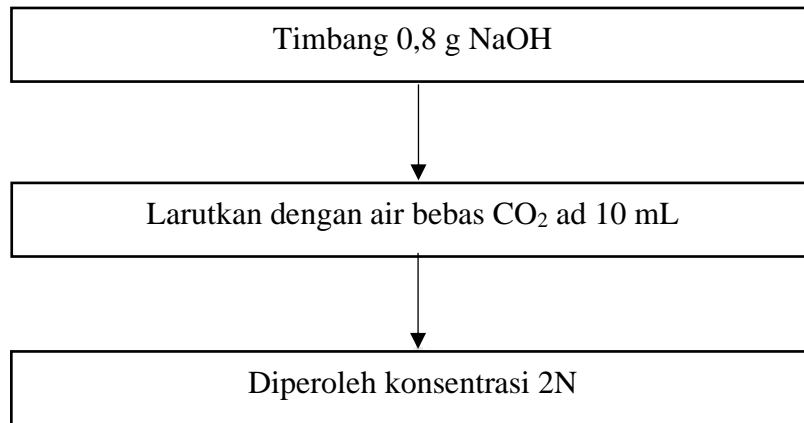 Timbang 0,8 g NaOH
Larutkan dengan air bebas CO₂ ad 10 mL
Diperoleh konsentrasi 2N